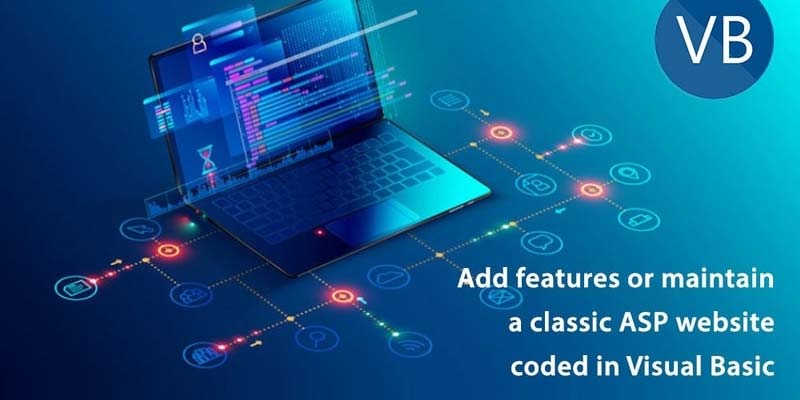 VB
Add features or maintain
a classic ASP website
coded in Visual Basic